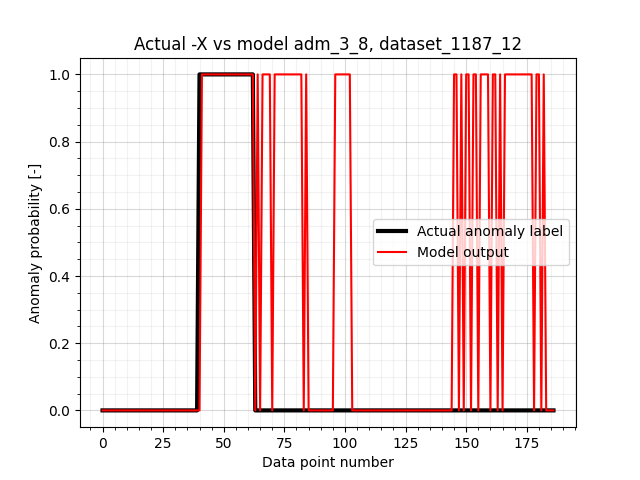 Actual -X vs model adm_3_8, dataset_1187_12
Anomaly probability [-]
1.0
0.8
0.6
0.4
0.2
0.0
Actual anomaly label
Model output
0 25 50 75 100 125 150 175
Data point number